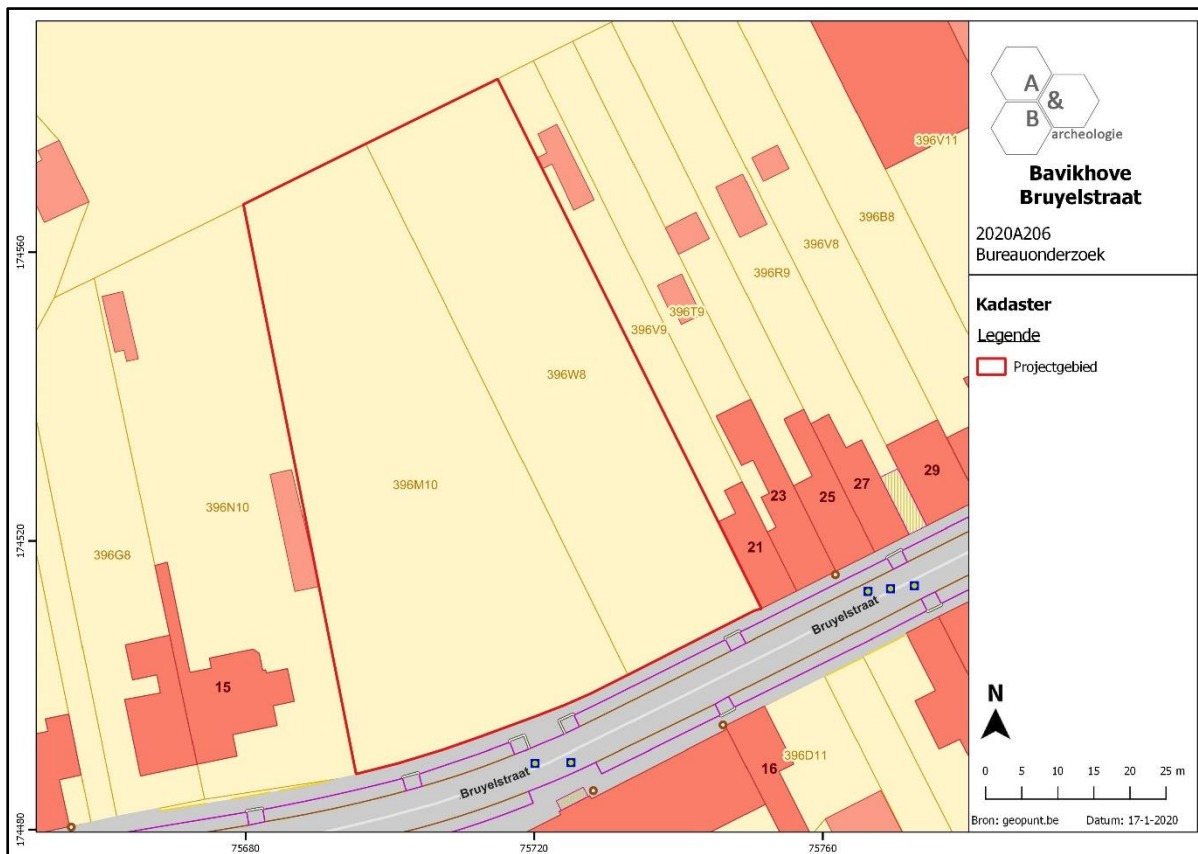 396V11
396B8
396V8
396R9
396T9
396V9
396W8
396M10
396N10
396G8
29
27
25
23
21
15
16
396D11
Bruyelstraat
Bruyelstraat
174560
174520
174480
75680
75720
75760
A
&
B
archeologie
Bavikhove
Bruyelstraat
2020A206
Bureauonderzoek
Kadaster
Legende
Projectgebied
N
0 5 10 15 20 25 m
Bron: geopunt.be Datum: 17-1-2020